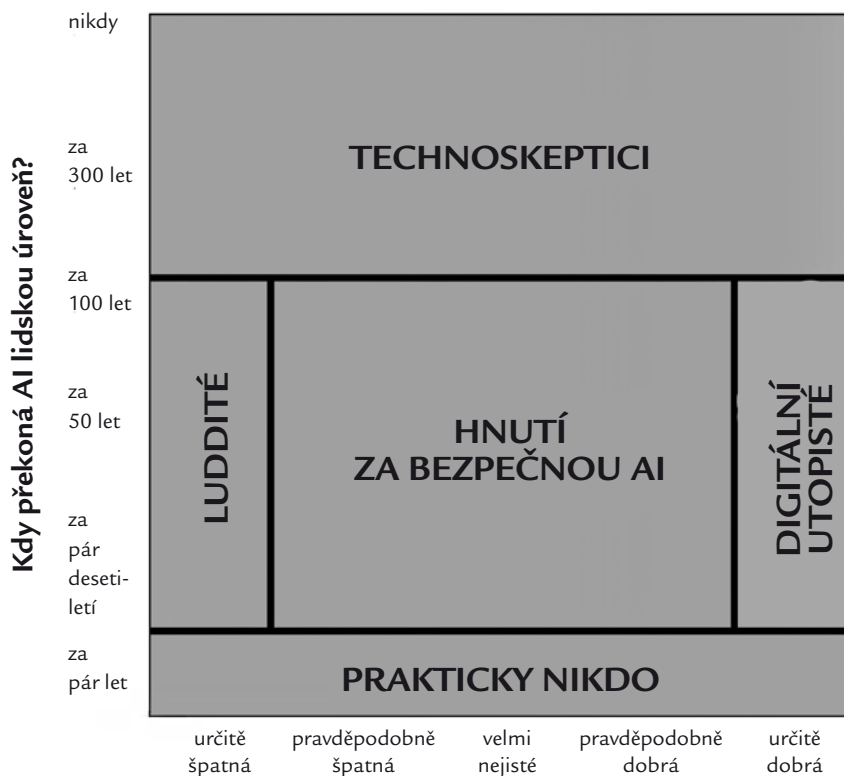 Kdy překoná AI lidskou úroveň?
nikdy
za
300 let
za
100 let
za
50 let
za
pár
deseti-
letí
za
pár let
TECHNOSKEPTICI
LUDDITÉ
HNUTÍ
ZA BEZPEČNOU AI
DIGITÁLNÍ
UTOPISTÉ
PRAKTICKY NIKDO
určitě
špatná
pravděpodobně
špatná
velmi
nejisté
pravděpodobně
dobrá
určitě
dobrá